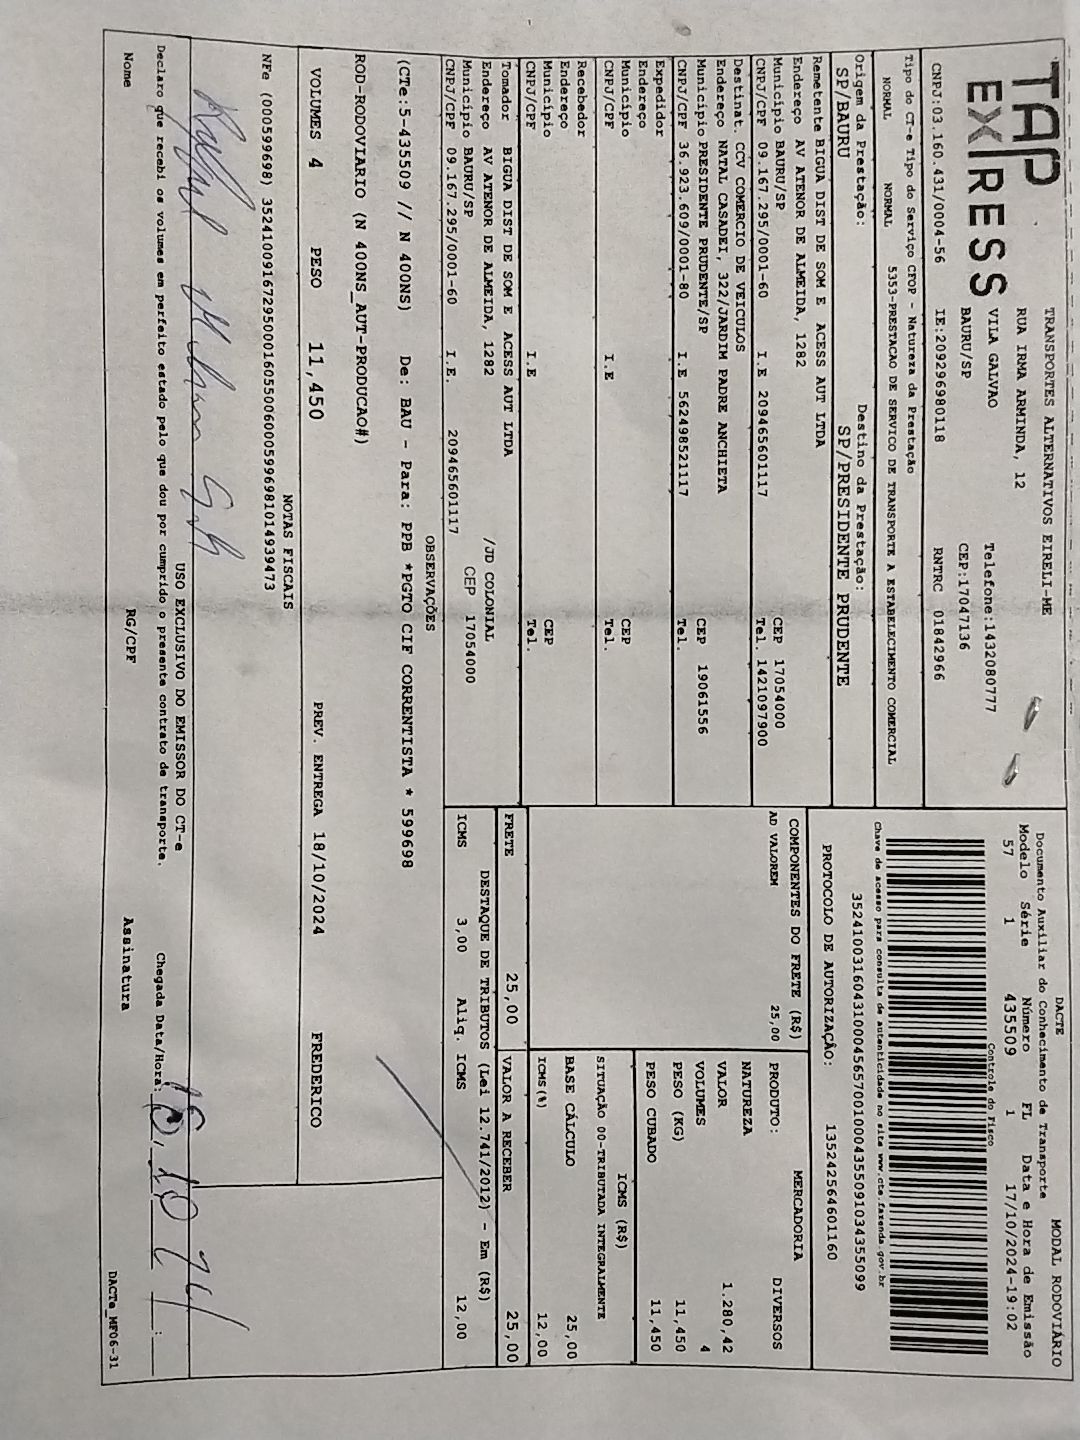 TAP EXPRESS
TRANSPORTES ALTERNATIVOS EIRELI-ME
RUA IRMA ARMINDA, 12
VILA GALVAO
BAURU/SP
Telefone:1432080777
CEP:17047136
CNPJ:03.160.431/0004-56 IE:209296980118 RNTRC 01842966
DACTE
Documento Auxiliar do Conhecimento de Transporte
MODAL RODOVIÁRIO
Modelo Série Número FL Data e Hora de Emissão
57 1 435509 1 17/10/2024-19:02
Controle do Fisco
Chave de acesso para consulta de autenticidade no site www.cte.fazenda.gov.br
35241003160431000456570010004355091034355099
PROTOCOLO DE AUTORIZAÇÃO: 135242564601160
Tipo do CT-e Tipo do Serviço CFOP - Natureza da Prestação
NORMAL NORMAL 5353-PRESTACAO DE SERVICO DE TRANSPORTE A ESTABELECIMENTO COMERCIAL
Origem da Prestação: Destino da Prestação:
SP/BAURU SP/PRESIDENTE PRUDENTE
Remetente BIGUA DIST DE SOM E ACESS AUT LTDA
Endereço AV ATENOR DE ALMEIDA, 1282
Município BAURU/SP CEP 17054000
CNPJ/CPF 09.167.295/0001-60 I.E 209465601117 Tel. 1421097900
Destinat. CCV COMERCIO DE VEICULOS
Endereço NATAL CASADEI, 322/JARDIM PADRE ANCHIETA
Município PRESIDENTE PRUDENTE/SP CEP 19061556
CNPJ/CPF 36.923.609/0001-80 I.E 562498521117 Tel.
Expedidor
Endereço
Município CEP
CNPJ/CPF I.E Tel.
Recebedor
Endereço
Município CEP
CNPJ/CPF I.E Tel.
Tomador BIGUA DIST DE SOM E ACESS AUT LTDA
Endereço AV ATENOR DE ALMEIDA, 1282 /JD COLONIAL
Município BAURU/SP CEP 17054000
CNPJ/CPF 09.167.295/0001-60 I.E. 209465601117
COMPONENTES DO FRETE (R$)
AD VALOREM 25,00
FRETE 25,00
MERCADORIA
PRODUTO: DIVERSOS
NATUREZA
VALOR 1.280,42
VOLUMES 4
PESO (KG) 11,450
PESO CUBADO 11,450
ICMS (R$)
SITUAÇÃO 00-TRIBUTADA INTEGRALMENTE
BASE CÁLCULO 25,00
ICMS (%) 12,00
VALOR A RECEBER 25,00
DESTAQUE DE TRIBUTOS (Lei 12.741/2012) - Em (R$)
ICMS 3,00 Aliq. ICMS 12,00
OBSERVAÇÕES
(CTe:5-435509 // N 400NS) De: BAU - Para: PPB *PGTO CIF CORRENTISTA * 599698
ROD-RODOVIARIO (N 400NS_AUT-PRODUCAO#)
VOLUMES 4 PESO 11,450 PREV. ENTREGA 18/10/2024 FREDERICO
NOTAS FISCAIS
NFe (000599698) 35241009167295000160550060005996981014939473
USO EXCLUSIVO DO EMISSOR DO CT-e
Declaro que recebi os volumes em perfeito estado pelo que dou por cumprido o presente contrato de transporte. Chegada Data/Hora:
Nome RG/CPF Assinatura
DACTe_MF06-31